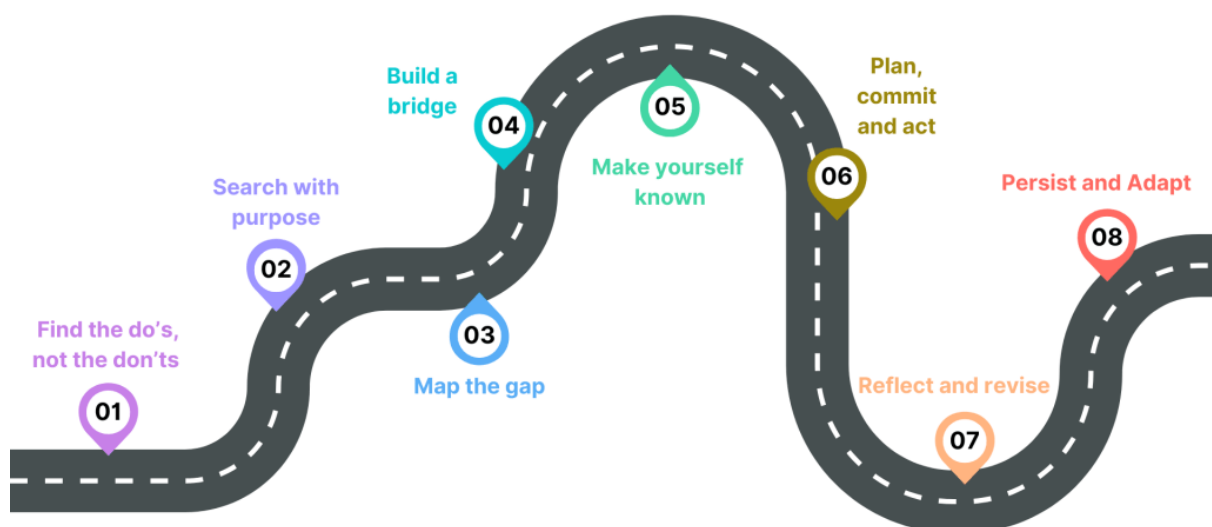 Find the do’s,
not the don’ts
01
Search with
purpose
02
03
Map the gap
Build a
bridge
04
05
Make yourself
known
Plan,
commit
and act
06
Reflect and revise
07
Persist and Adapt
08